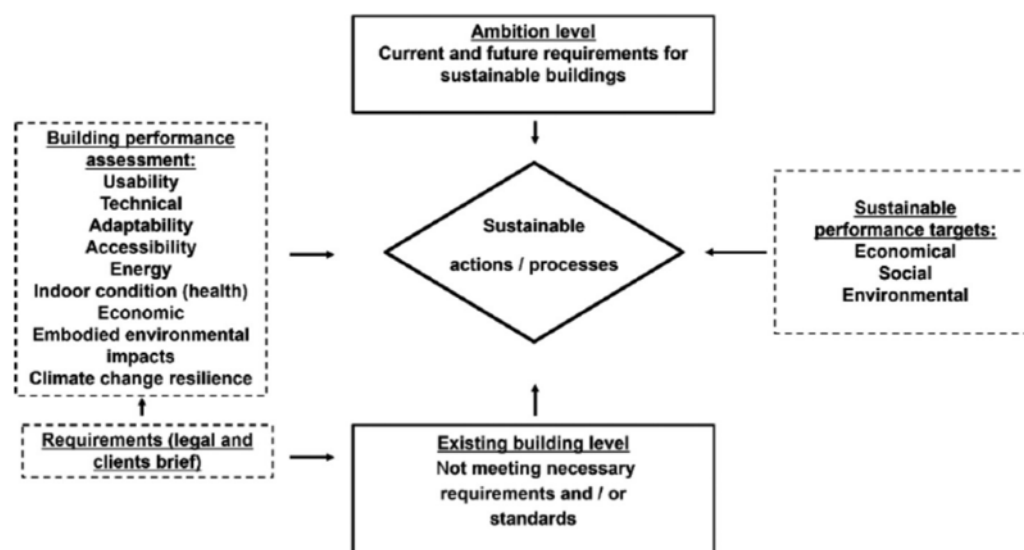 Ambition level
Current and future requirements for
sustainable buildings
Building performance
assessment:
Usability
Technical
Adaptability
Accessibility
Energy
Indoor condition (health)
Economic
Embodied environmental
impacts
Climate change resilience
Sustainable
actions / processes
Sustainable
performance targets:
Economical
Social
Environmental
Requirements (legal and
clients brief)
Existing building level
Not meeting necessary
requirements and / or
standards